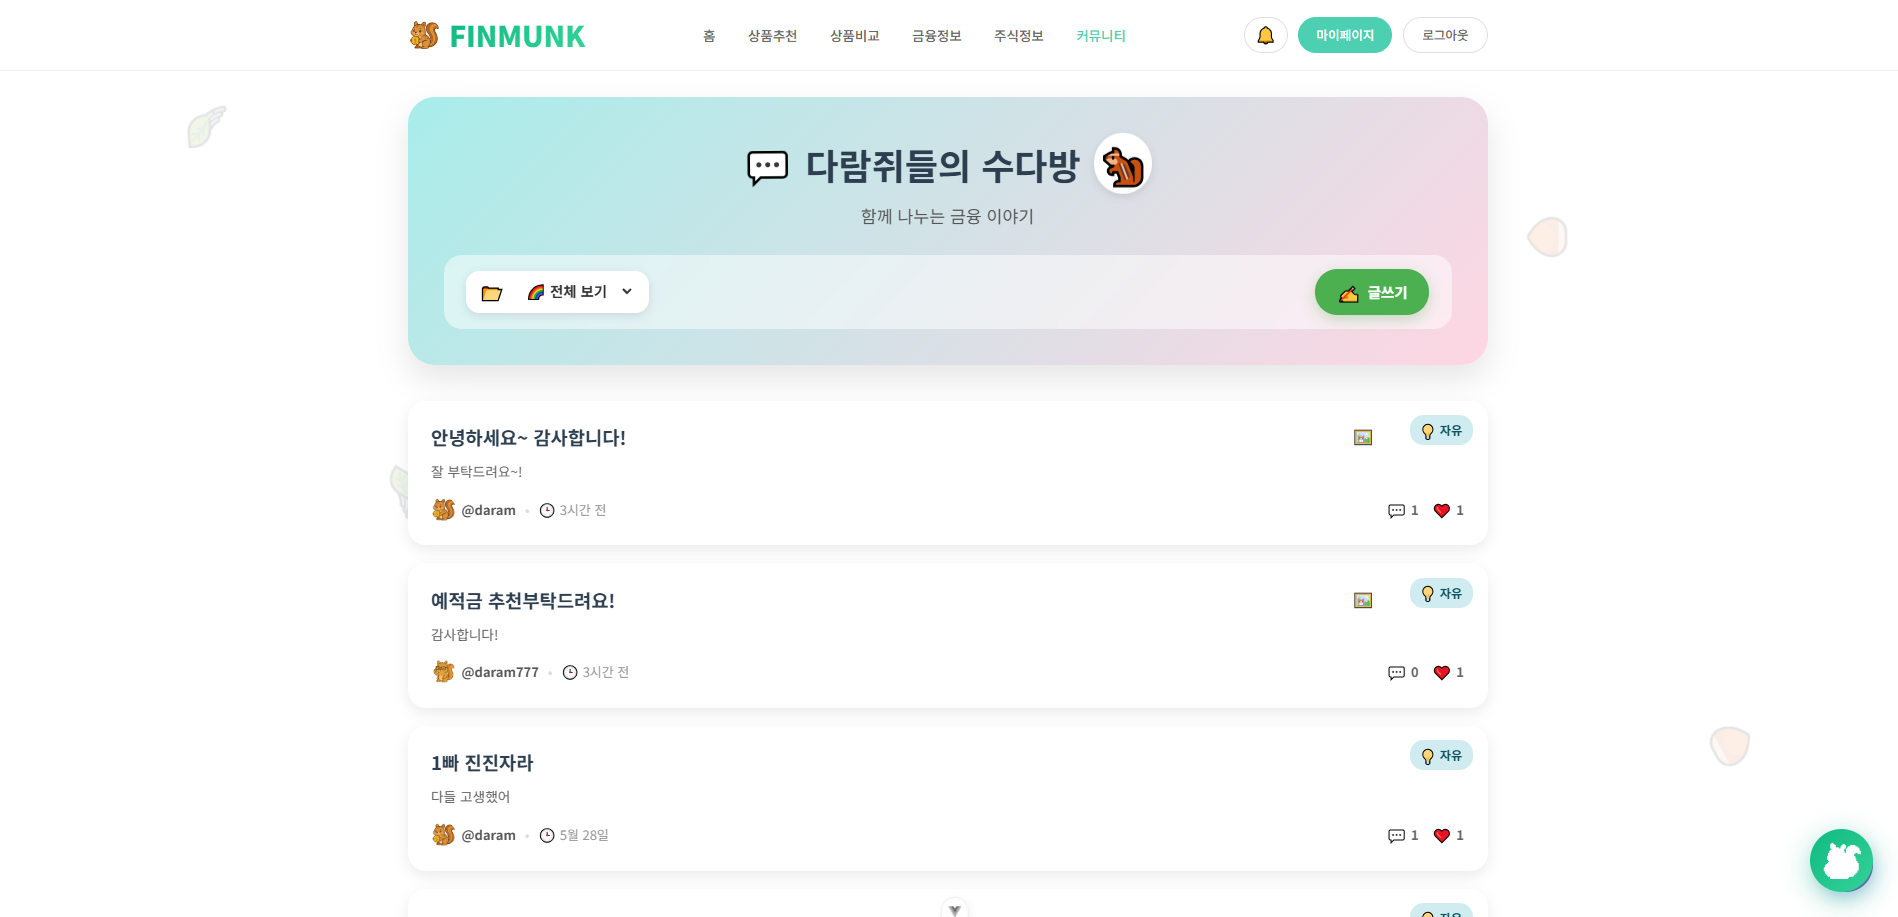 FINMUNK
홈 상품추천 상품비교 금융정보 주식정보 커뮤니티
마이페이지 로그아웃
다람쥐들의 수다방
함께 나누는 금융 이야기
전체 보기
글쓰기
안녕하세요~ 감사합니다!
자유
잘 부탁드려요~!
@daram • 3시간 전
1 1
예적금 추천부탁드려요!
자유
감사합니다!
@daram777 • 3시간 전
0 1
1빠 진진자라
자유
다들 고생했어
@daram • 5월 28일
1 1
자유